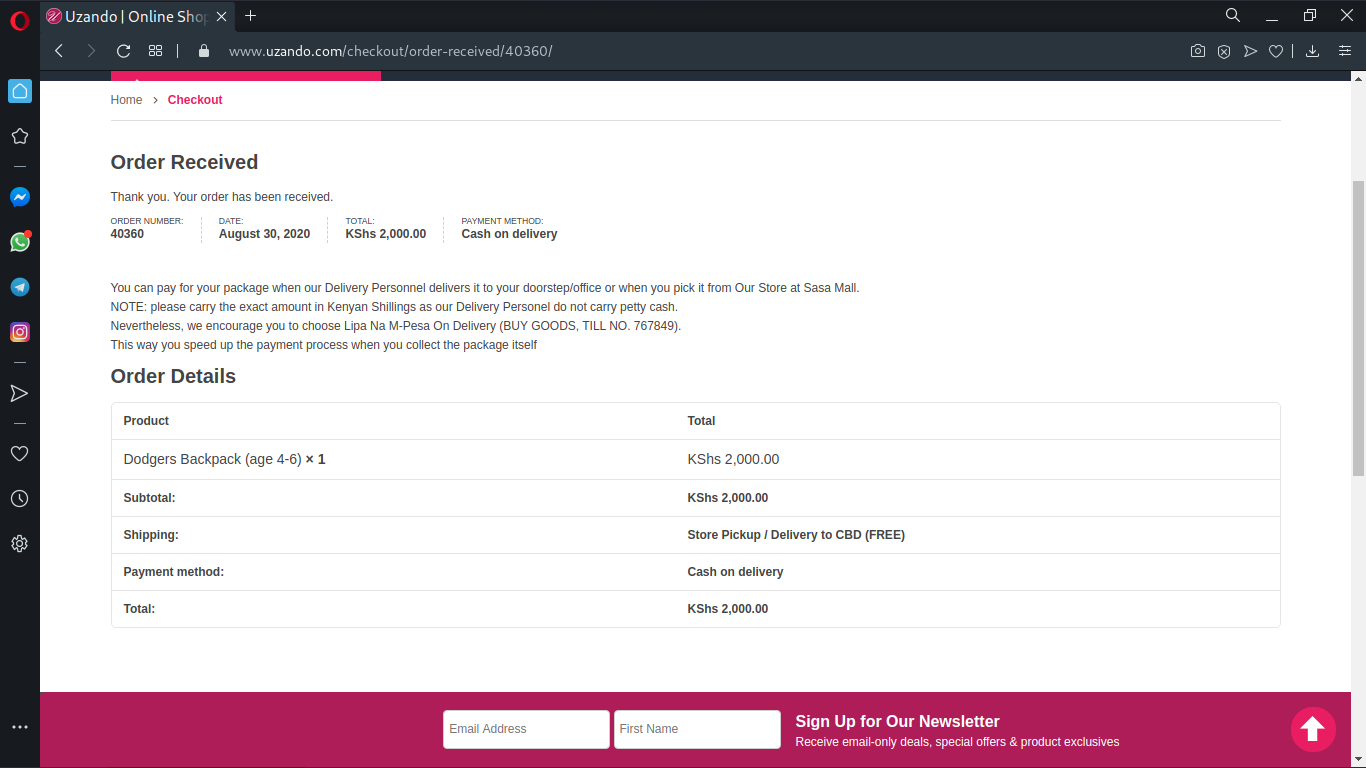 Uzando | Online Shop
www.uzando.com/checkout/order-received/40360/
Home > Checkout
Order Received
Thank you. Your order has been received.
ORDER NUMBER: DATE: TOTAL: PAYMENT METHOD:
40360 August 30, 2020 KShs 2,000.00 Cash on delivery
You can pay for your package when our Delivery Personnel delivers it to your doorstep/office or when you pick it from Our Store at Sasa Mall.
NOTE: please carry the exact amount in Kenyan Shillings as our Delivery Personel do not carry petty cash.
Nevertheless, we encourage you to choose Lipa Na M-Pesa On Delivery (BUY GOODS, TILL NO. 767849).
This way you speed up the payment process when you collect the package itself
Order Details
Product Total
Dodgers Backpack (age 4-6) × 1 KShs 2,000.00
Subtotal: KShs 2,000.00
Shipping: Store Pickup / Delivery to CBD (FREE)
Payment method: Cash on delivery
Total: KShs 2,000.00
Email Address First Name Sign Up for Our Newsletter
Receive email-only deals, special offers & product exclusives